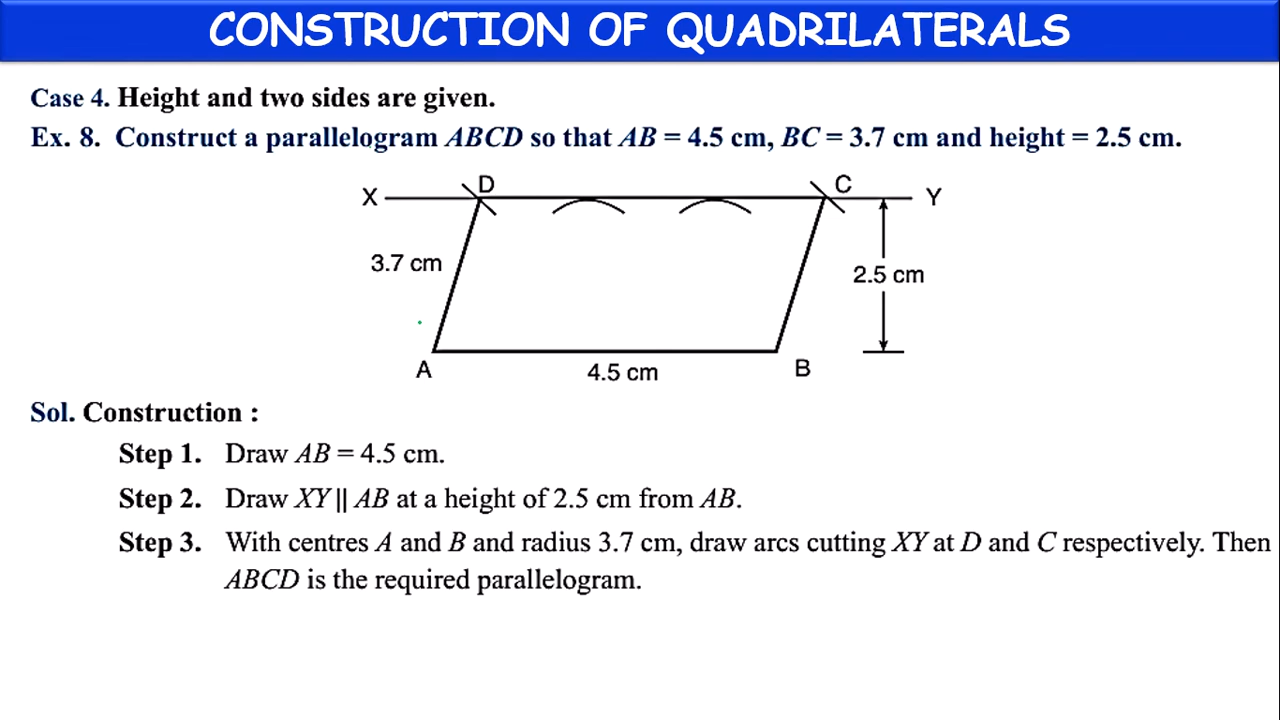 CONSTRUCTION OF QUADRILATERALS
Case 4. Height and two sides are given.
Ex. 8. Construct a parallelogram ABCD so that AB = 4.5 cm, BC = 3.7 cm and height = 2.5 cm.
X D C Y
3.7 cm
2.5 cm
A 4.5 cm B
Sol. Construction :
Step 1. Draw AB = 4.5 cm.
Step 2. Draw XY || AB at a height of 2.5 cm from AB.
Step 3. With centres A and B and radius 3.7 cm, draw arcs cutting XY at D and C respectively. Then
ABCD is the required parallelogram.